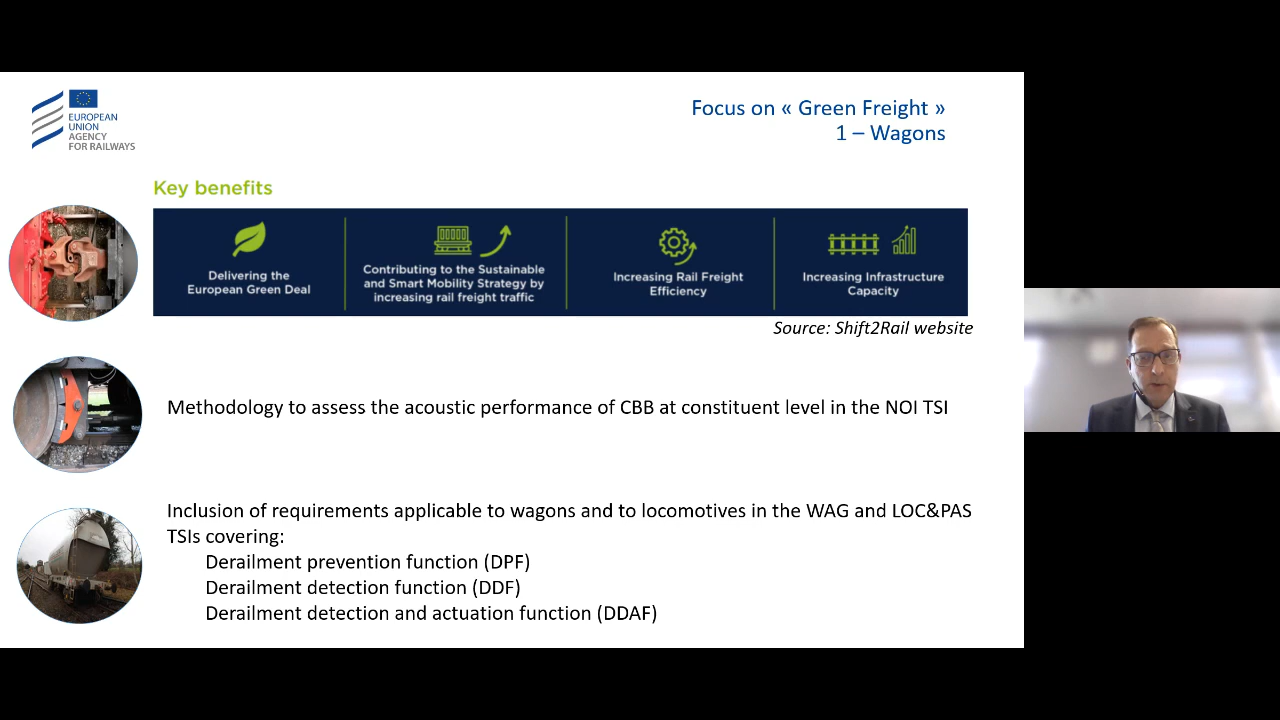 EUROPEAN
UNION
AGENCY
FOR RAILWAYS
Focus on « Green Freight »
1 – Wagons
Key benefits
Delivering the
European Green Deal
Contributing to the Sustainable
and Smart Mobility Strategy by
increasing rail freight traffic
Increasing Rail Freight
Efficiency
Increasing Infrastructure
Capacity
Source: Shift2Rail website
Methodology to assess the acoustic performance of CBB at constituent level in the NOI TSI
Inclusion of requirements applicable to wagons and to locomotives in the WAG and LOC&PAS
TSIs covering:
Derailment prevention function (DPF)
Derailment detection function (DDF)
Derailment detection and actuation function (DDAF)